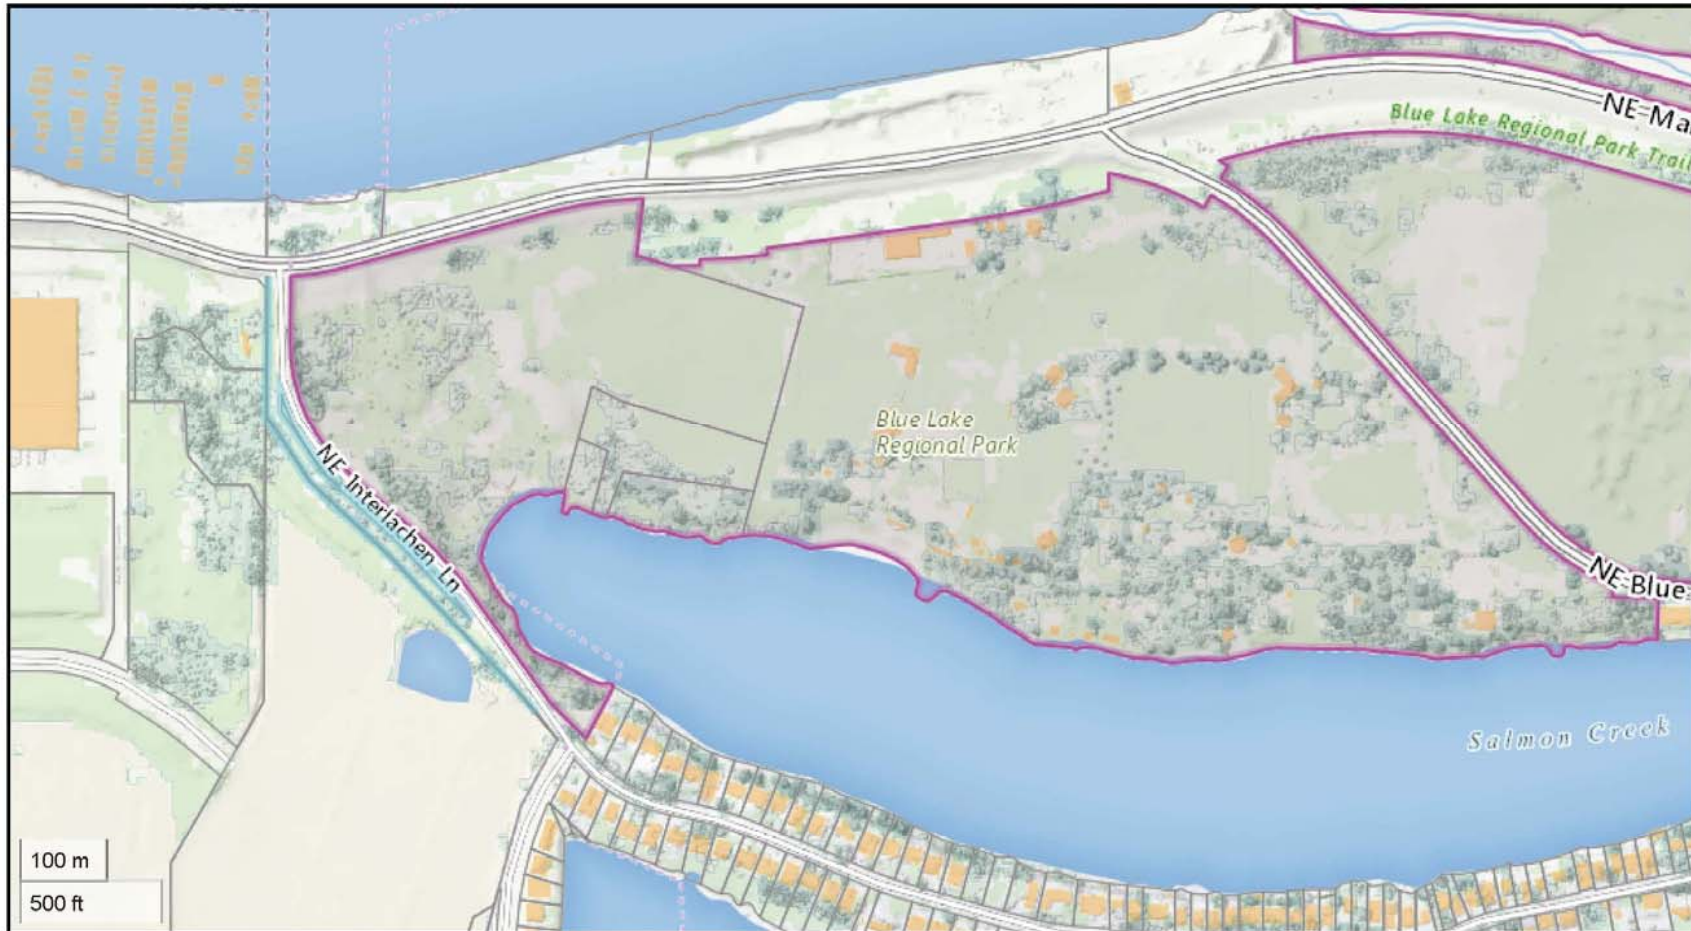 NE Ma
Blue Lake Regional Park Trail
Blue Lake
Regional Park
NE Interlachen Ln
NE Blue
Salmon Creek
100 m
500 ft